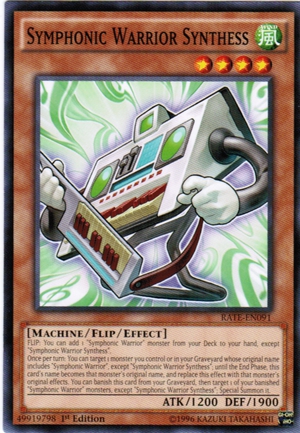 SYMPHONIC WARRIOR SYNTHESS 風
RATE-EN091
[MACHINE/FLIP/EFFECT]
FLIP: You can add 1 "Symphonic Warrior" monster from your Deck to your hand, except
"Symphonic Warrior Synthess".
Once per turn: You can target 1 monster you control or in your Graveyard whose original name
includes "Symphonic Warrior", except "Symphonic Warrior Synthess"; until the End Phase, this
card's name becomes that monster's original name, and replace this effect with that monster's
original effects. You can banish this card from your Graveyard, then target 1 of your banished
"Symphonic Warrior" monsters, except "Symphonic Warrior Synthess"; Special Summon it.
ATK/1200 DEF/1900
49919798 1st Edition ©1996 KAZUKI TAKAHASHI